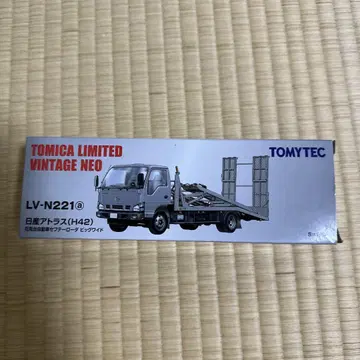 TOMICA LIMITED
VINTAGE NEO
TOMYTEC
LV-N221a
日産アトラス(H42)
花見台自動車セフテーローダ ビッグワイド